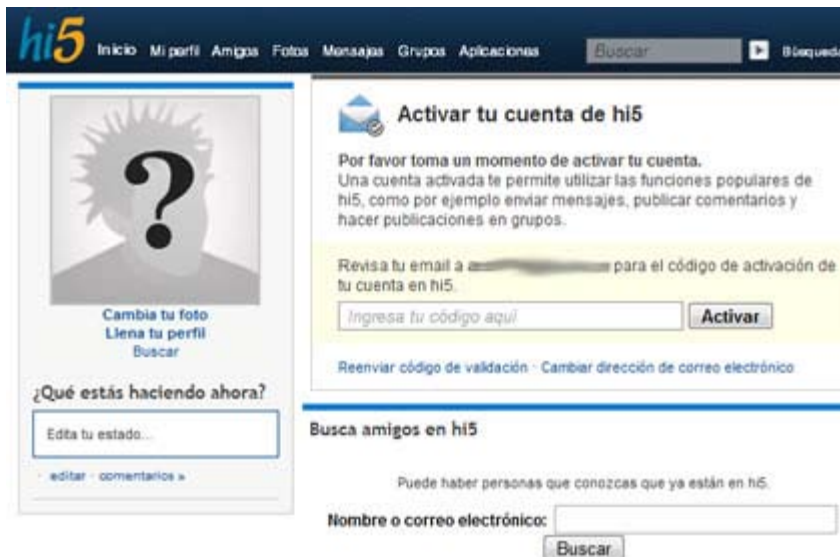 hi5 Inicio Mi perfil Amigos Fotos Mensajes Grupos Aplicaciones Buscar
?
Cambia tu foto
Llena tu perfil
Buscar
¿Qué estás haciendo ahora?
Edita tu estado...
· editar · comentarios »
Activar tu cuenta de hi5
Por favor toma un momento de activar tu cuenta.
Una cuenta activada te permite utilizar las funciones populares de
hi5, como por ejemplo enviar mensajes, publicar comentarios y
hacer publicaciones en grupos.
Revisa tu email a para el código de activación de
tu cuenta en hi5.
Ingresa tu código aquí Activar
Reenviar código de validación · Cambiar dirección de correo electrónico
Busca amigos en hi5
Puede haber personas que conozcas que ya están en hi5.
Nombre o correo electrónico:
Buscar